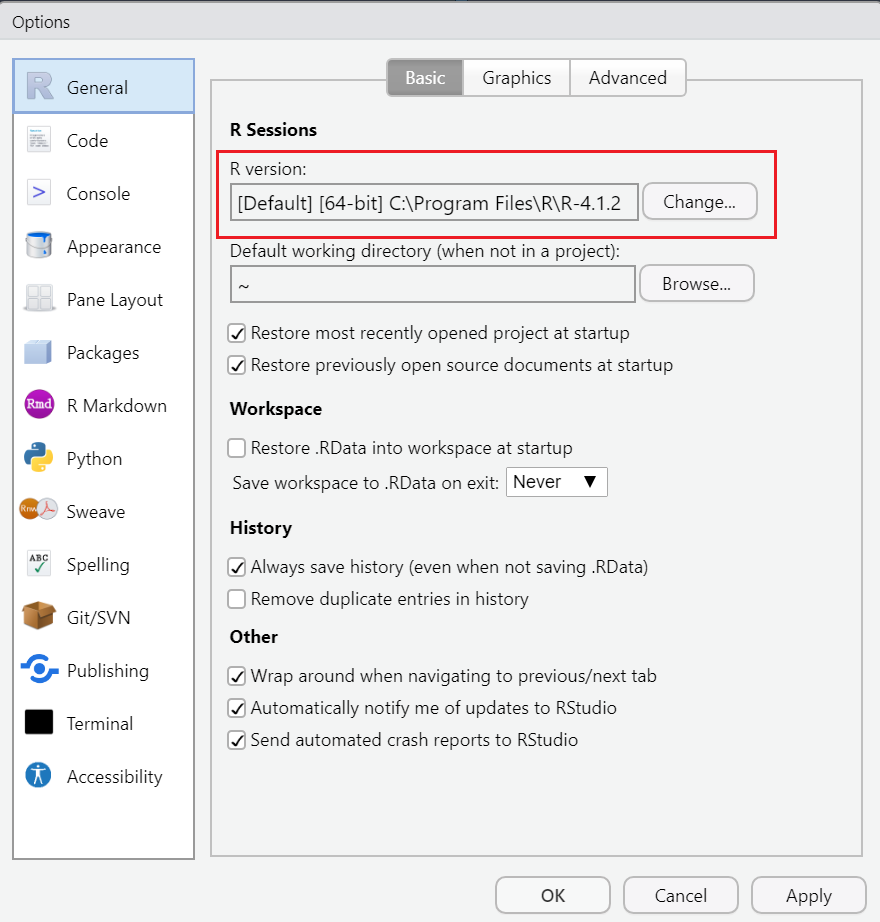 Options
General
Code
Console
Appearance
Pane Layout
Packages
Rmd R Markdown
Python
Rnw Sweave
ABC Spelling
Git/SVN
Publishing
Terminal
Accessibility
Basic Graphics Advanced
R Sessions
R version:
[Default] [64-bit] C:\Program Files\R\R-4.1.2 Change...
Default working directory (when not in a project):
~ Browse...
Restore most recently opened project at startup
Restore previously open source documents at startup
Workspace
Restore .RData into workspace at startup
Save workspace to .RData on exit: Never
History
Always save history (even when not saving .RData)
Remove duplicate entries in history
Other
Wrap around when navigating to previous/next tab
Automatically notify me of updates to RStudio
Send automated crash reports to RStudio
OK Cancel Apply